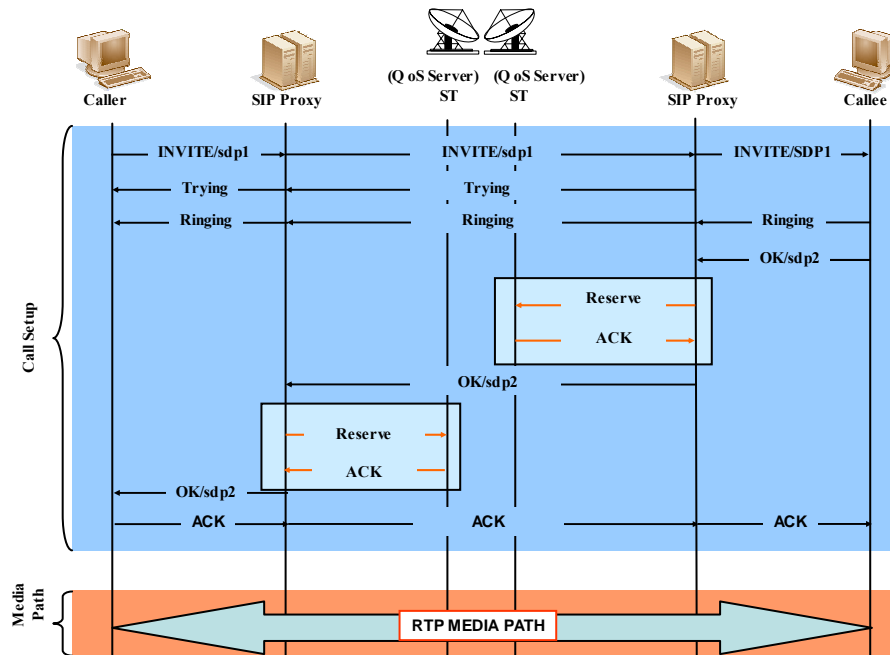 (QoS Server) (QoS Server)
Caller SIP Proxy ST ST SIP Proxy Callee
INVITE/sdp1 INVITE/sdp1 INVITE/SDP1
Trying Trying
Ringing Ringing Ringing
OK/sdp2
Reserve
ACK
OK/sdp2
Reserve
ACK
OK/sdp2
ACK ACK ACK
Call Setup
Media Path
RTP MEDIA PATH